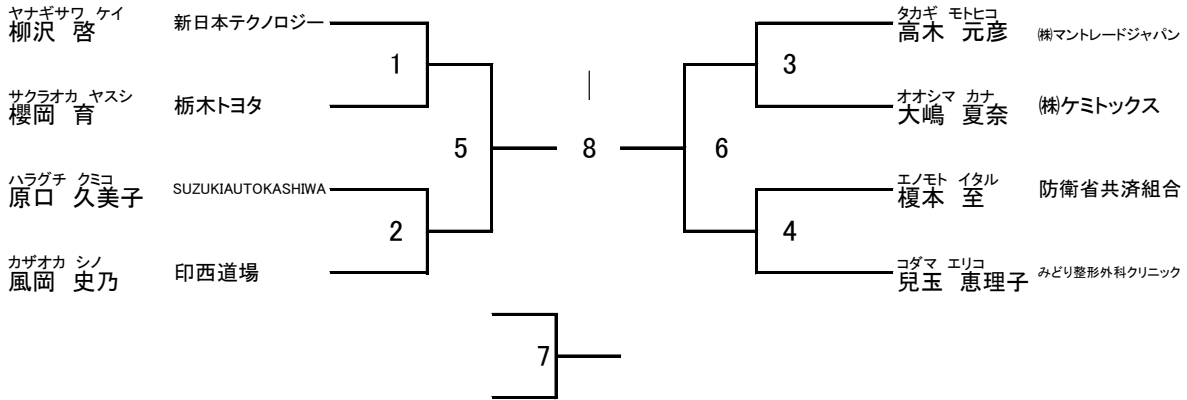 ヤナギサワ ケイ
柳沢 啓 新日本テクノロジー
1
サクラオカ ヤスシ
櫻岡 育 栃木トヨタ
5
ハラグチ クミコ
原口 久美子 SUZUKIAUTOKASHIWA
2
カザオカ シノ
風岡 史乃 印西道場
8
タカギ モトヒコ
高木 元彦 ㈱マントレードジャパン
3
オオシマ カナ
大嶋 夏奈 ㈱ケミトックス
6
エノモト イタル
榎本 至 防衛省共済組合
4
コダマ エリコ
兒玉 恵理子 みどり整形外科クリニック
7